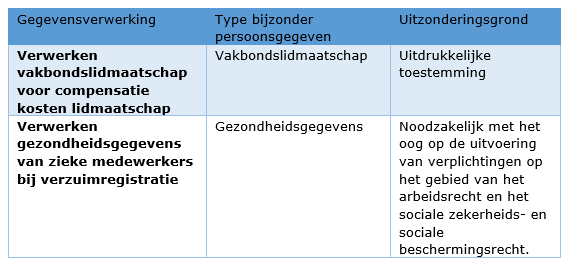 Gegevensverwerking
Type bijzonder
persoonsgegeven
Uitzonderingsgrond
Verwerken
vakbondslidmaatschap
voor compensatie
kosten lidmaatschap
Vakbondslidmaatschap
Uitdrukkelijke
toestemming
Verwerken
gezondheidsgegevens
van zieke medewerkers
bij verzuimregistratie
Gezondheidsgegevens
Noodzakelijk met het
oog op de uitvoering
van verplichtingen op
het gebied van het
arbeidsrecht en het
sociale zekerheids- en
sociale
beschermingsrecht.